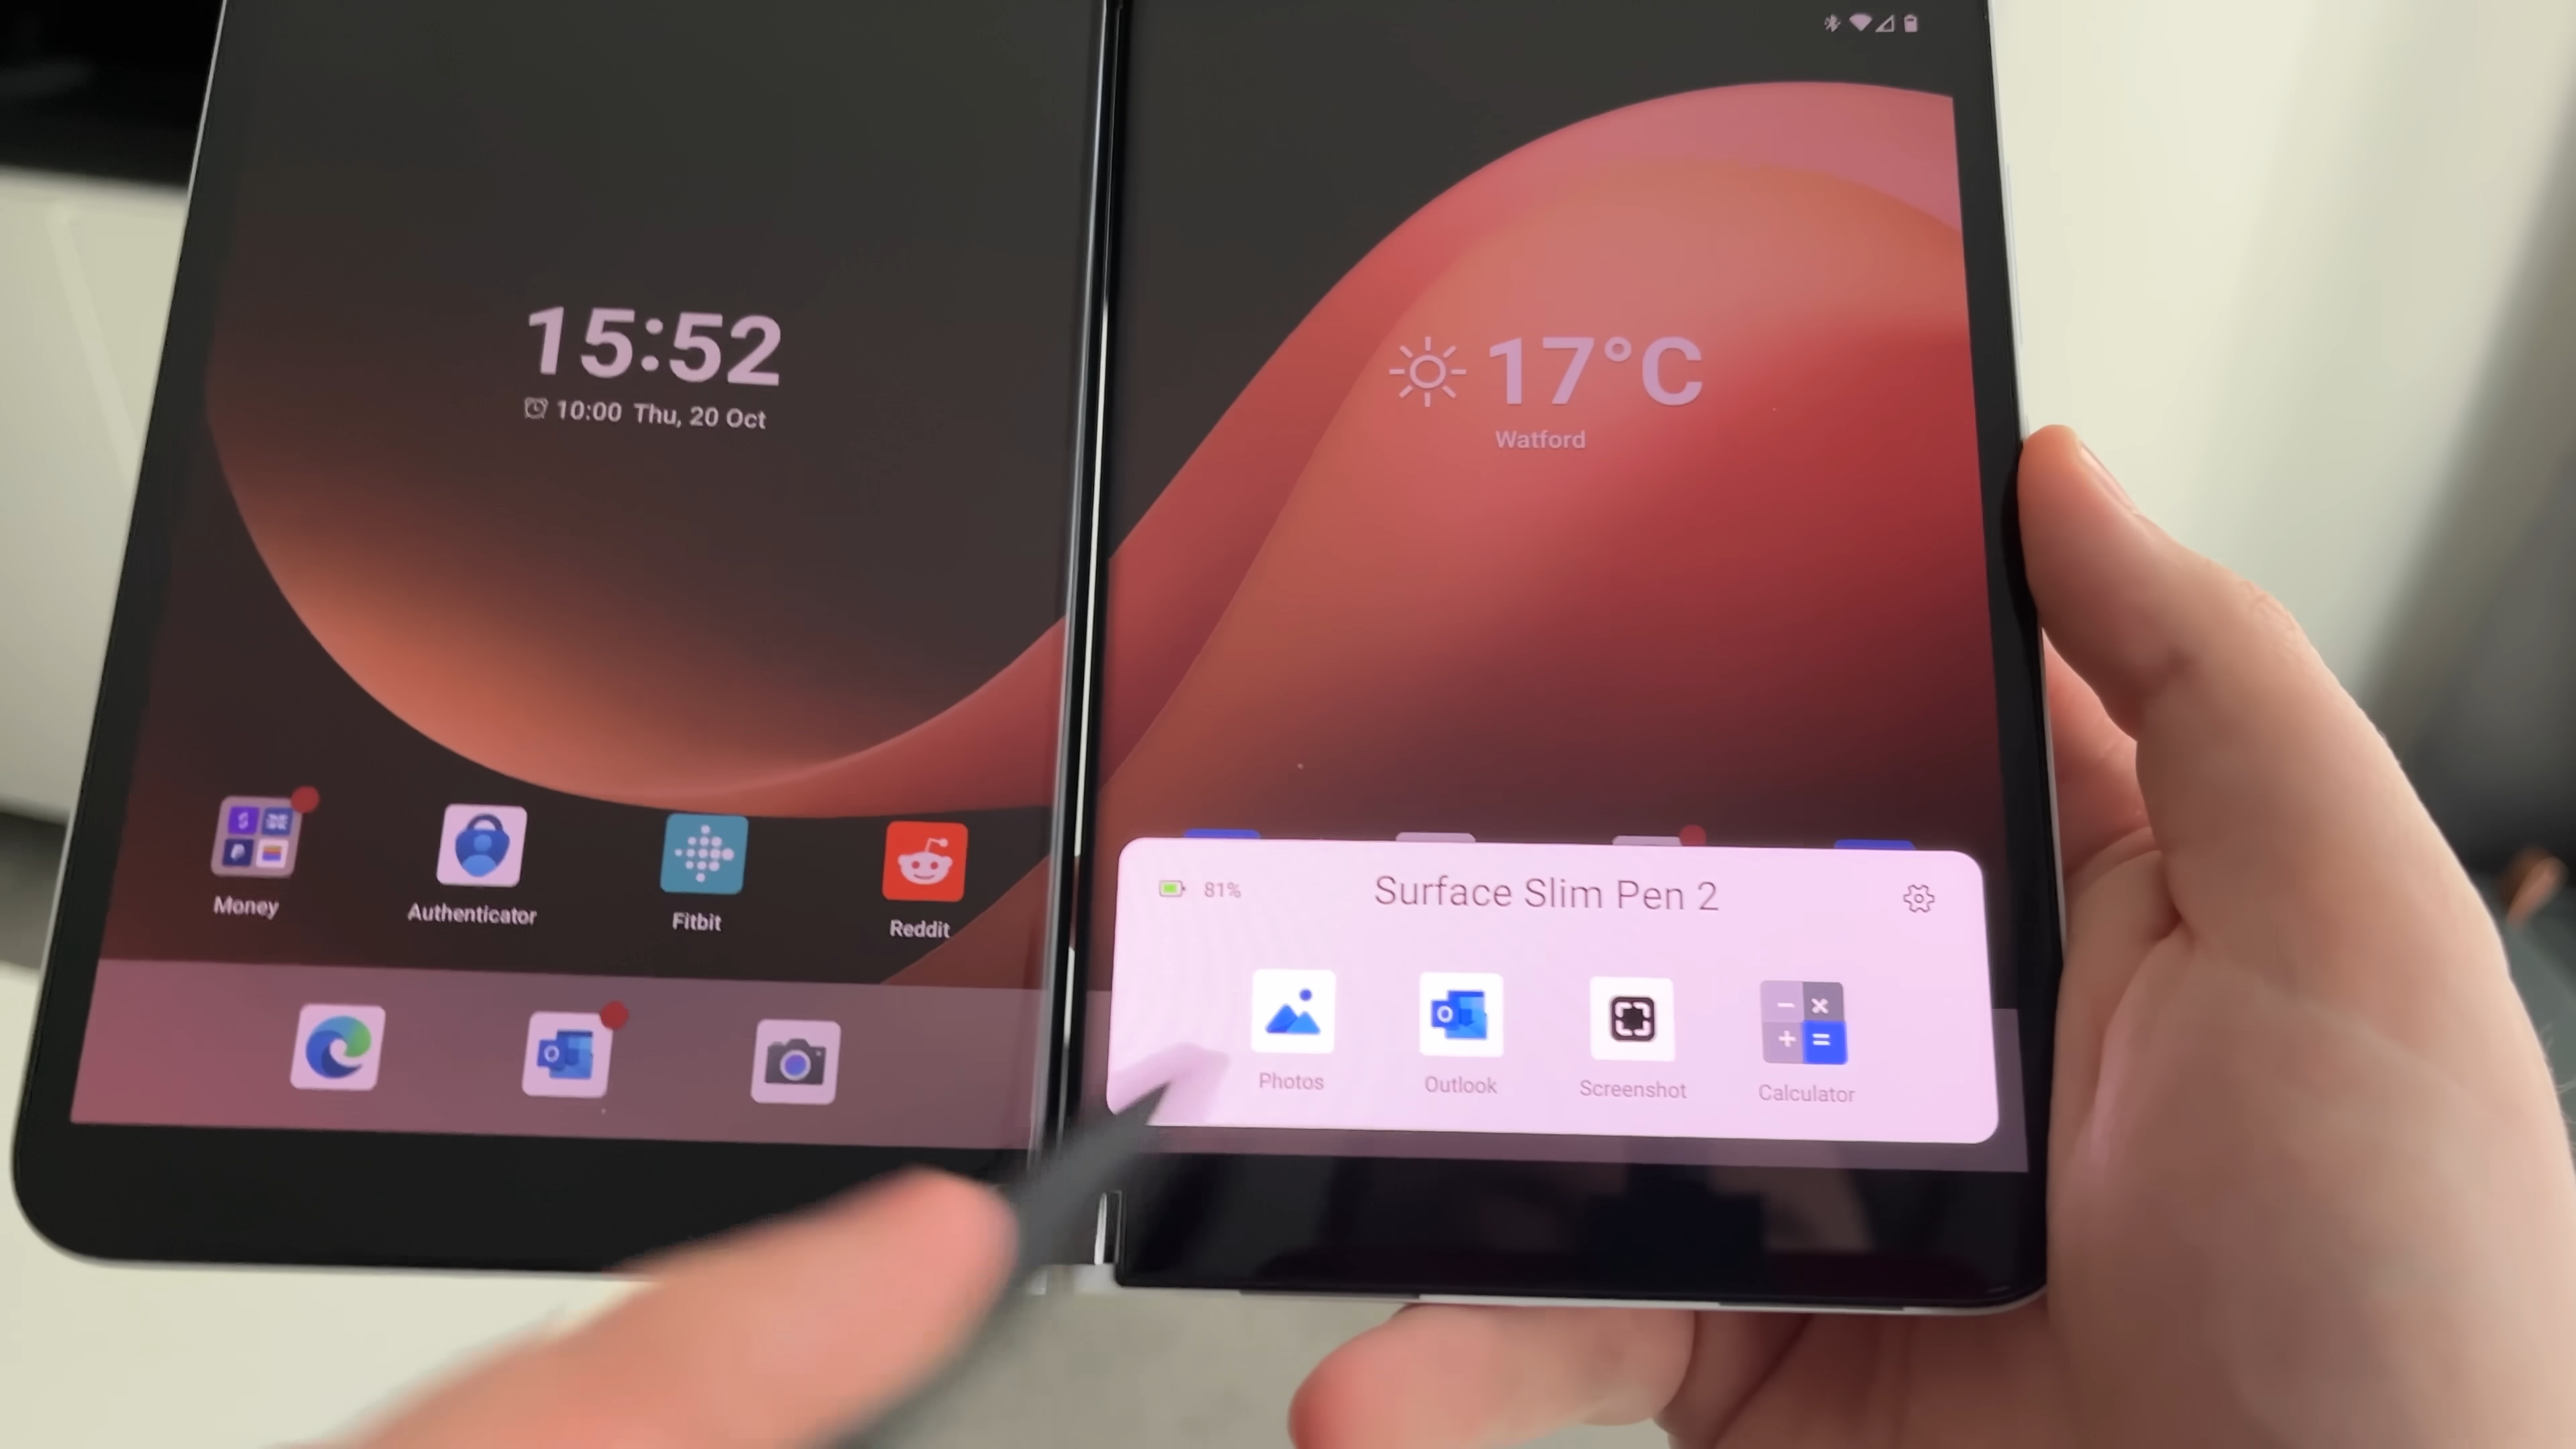 15:52
10:00 Thu, 20 Oct
17°C
Watford
Money
Authenticator
Fitbit
Reddit
81%
Surface Slim Pen 2
Photos
Outlook
Screenshot
Calculator